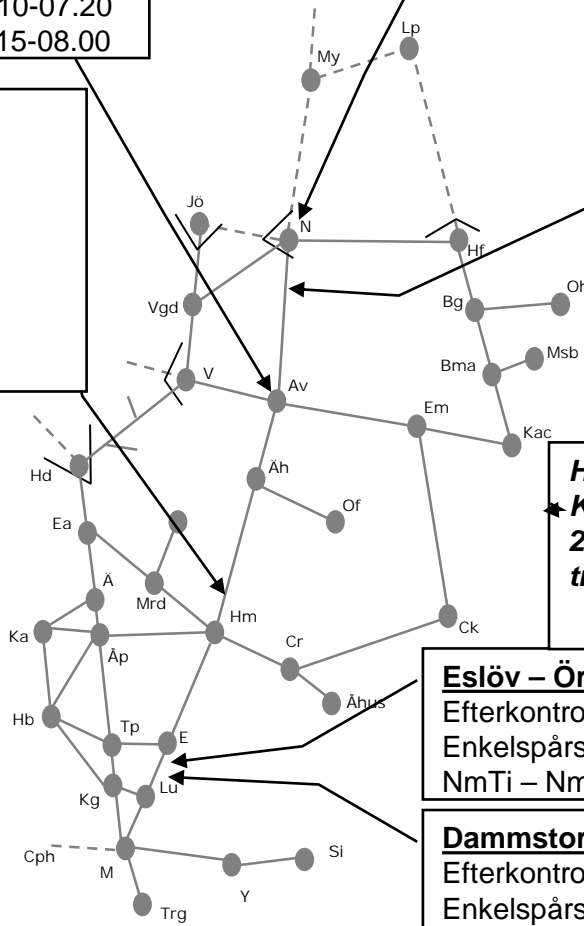 10-07.20
15-08.00
My
Lp
Jö
N
Hf
Vgd
Bg
Oh
Bma
Msb
V
Av
Em
Kac
Hd
Äh
Of
Ea
Ä
Mrd
Hm
Ka
Åp
Cr
Ck
Åhus
Hb
Tp
E
Kg
Lu
Cph
M
Y
Si
Trg
H
K
2
Eslöv – Ör
Efterkontro
Enkelspårs
NmTi – Nm
Dammstor
Efterkontro
Enkelspårs